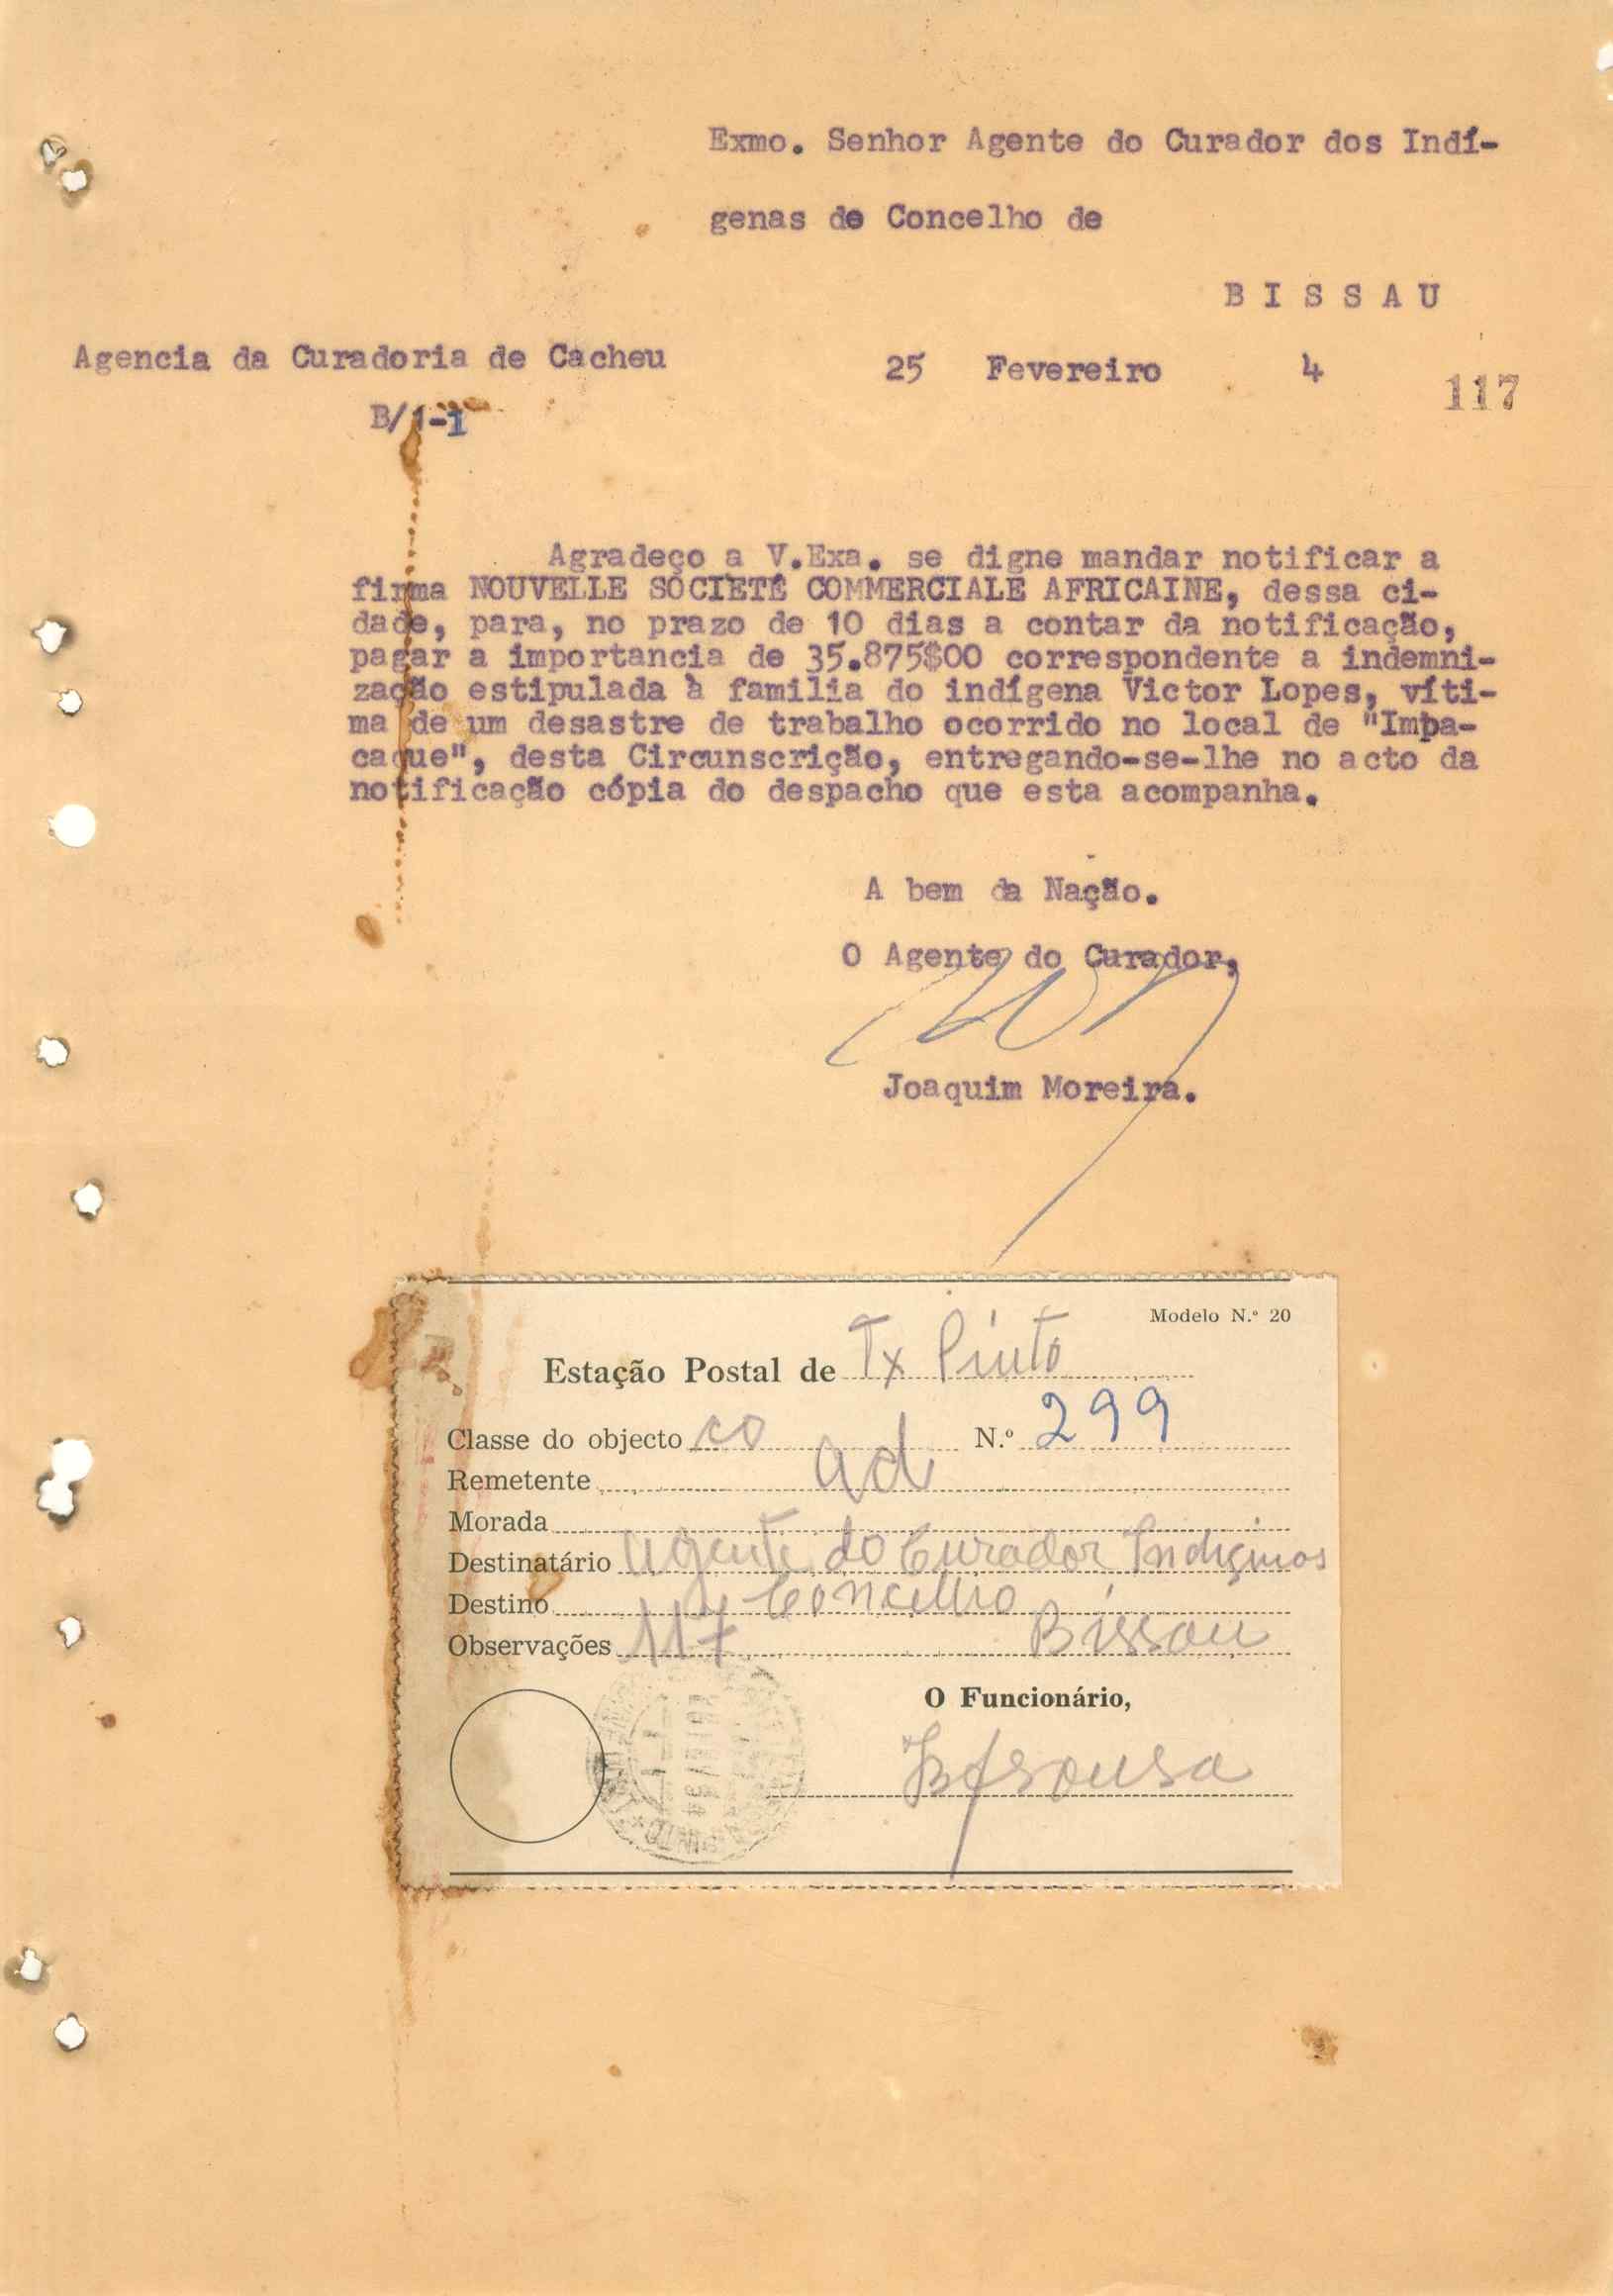 Exmo. Senhor Agente do Curador dos Indí-
genas de Concelho de
B I S S A U
Agencia da Curadoria de Cacheu
25 Fevereiro 4
117
B/1-1
Agradeço a V.Exa. se digne mandar notificar a
firma NOUVELLE SOCIETÉ COMMERCIALE AFRICAINE, dessa ci-
dade, para, no prazo de 10 dias a contar da notificação,
pagar a importancia de 35.875$00 correspondente a indemni-
zação estipulada à familia do indígena Victor Lopes, víti-
ma de um desastre de trabalho ocorrido no local de "Impa-
caque", desta Circunscrição, entregando-se-lhe no acto da
notificação cópia do despacho que esta acompanha.
A bem da Nação.
O Agente do Curador,
Joaquim Moreira.
Modelo N.º 20
Estação Postal de Tx Pinto
Classe do objecto co N.º 299
Remetente ad
Morada
Destinatário Agente do Curador Indiginos
Destino Concelho
Observações 117 Bissau
O Funcionário,